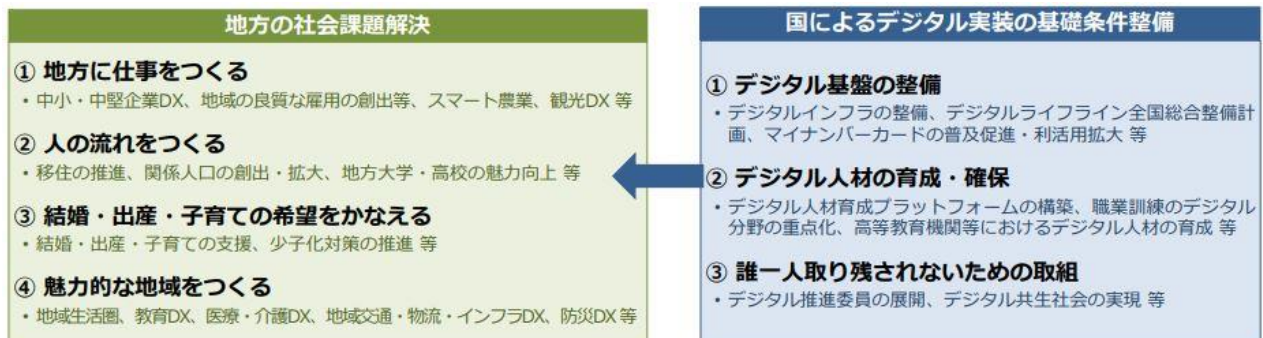 地方の社会課題解決
① 地方に仕事をつくる
・中小・中堅企業DX、地域の良質な雇用の創出等、スマート農業、観光DX 等
② 人の流れをつくる
・移住の推進、関係人口の創出・拡大、地方大学・高校の魅力向上 等
③ 結婚・出産・子育ての希望をかなえる
・結婚・出産・子育ての支援、少子化対策の推進 等
④ 魅力的な地域をつくる
・地域生活圏、教育DX、医療・介護DX、地域交通・物流・インフラDX、防災DX 等
国によるデジタル実装の基礎条件整備
① デジタル基盤の整備
・デジタルインフラの整備、デジタルライフライン全国総合整備計
画、マイナンバーカードの普及促進・利活用拡大 等
② デジタル人材の育成・確保
・デジタル人材育成プラットフォームの構築、職業訓練のデジタル
分野の重点化、高等教育機関等におけるデジタル人材の育成 等
③ 誰一人取り残されないための取組
・デジタル推進委員の展開、デジタル共生社会の実現 等